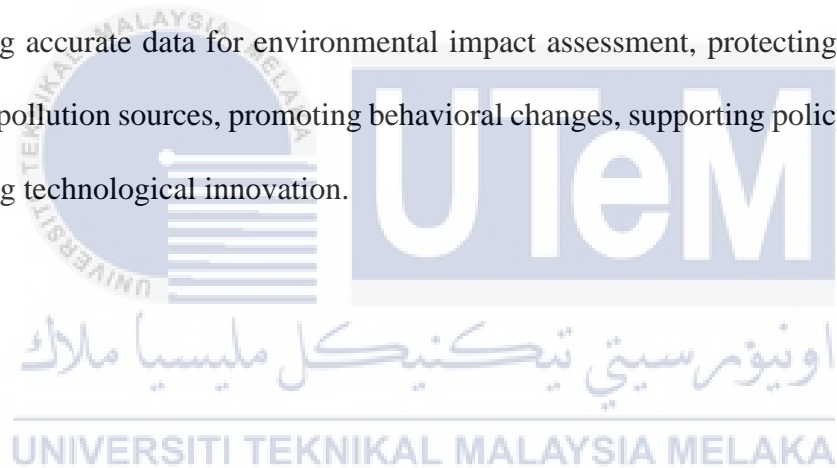 g accurate data for environmental impact assessment, protecting
pollution sources, promoting behavioral changes, supporting polic
g technological innovation.
UTeM
اونيۏرسيتي تيكنيكل مليسيا ملاك
UNIVERSITI TEKNIKAL MALAYSIA MELAKA